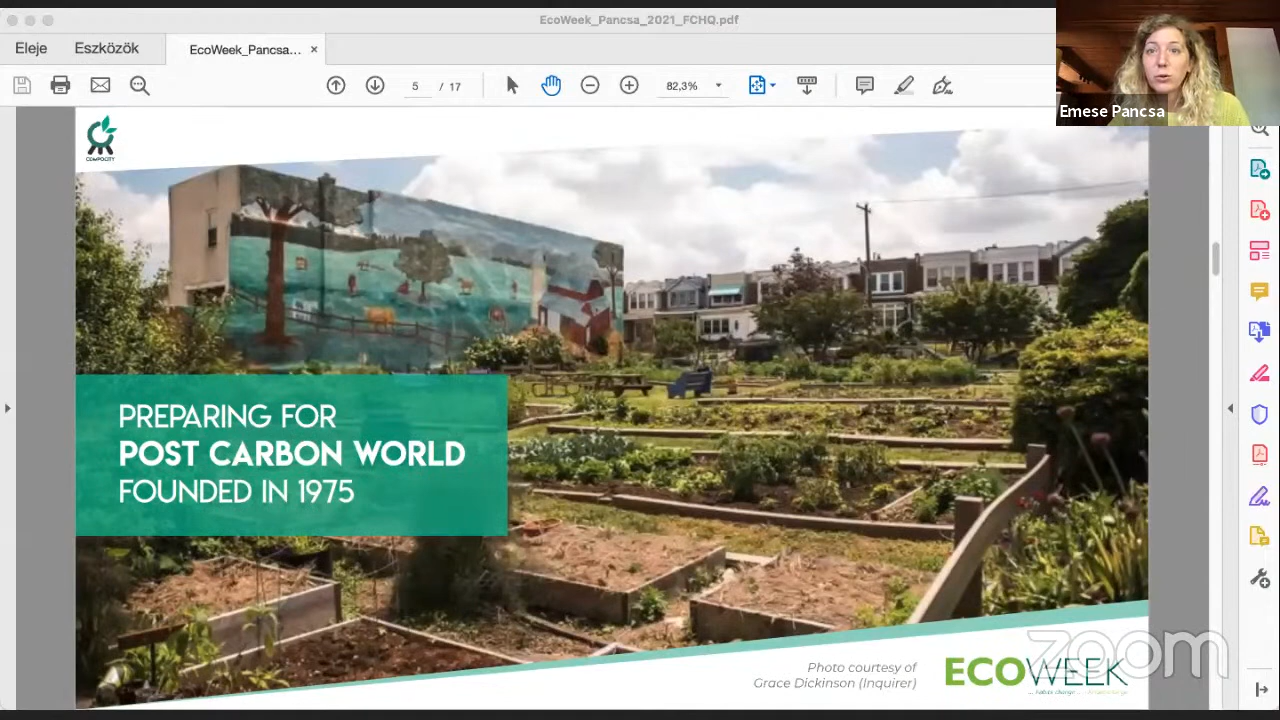 EcoWeek_Pancsa_2021_FCHQ.pdf
Eleje Eszközök EcoWeek_Pancsa... ×
5 / 17 82,3%
Emese Pancsa
COMPOCITY
PREPARING FOR
POST CARBON WORLD
FOUNDED IN 1975
Photo courtesy of
Grace Dickinson (Inquirer)
ECOWEEK
zoom